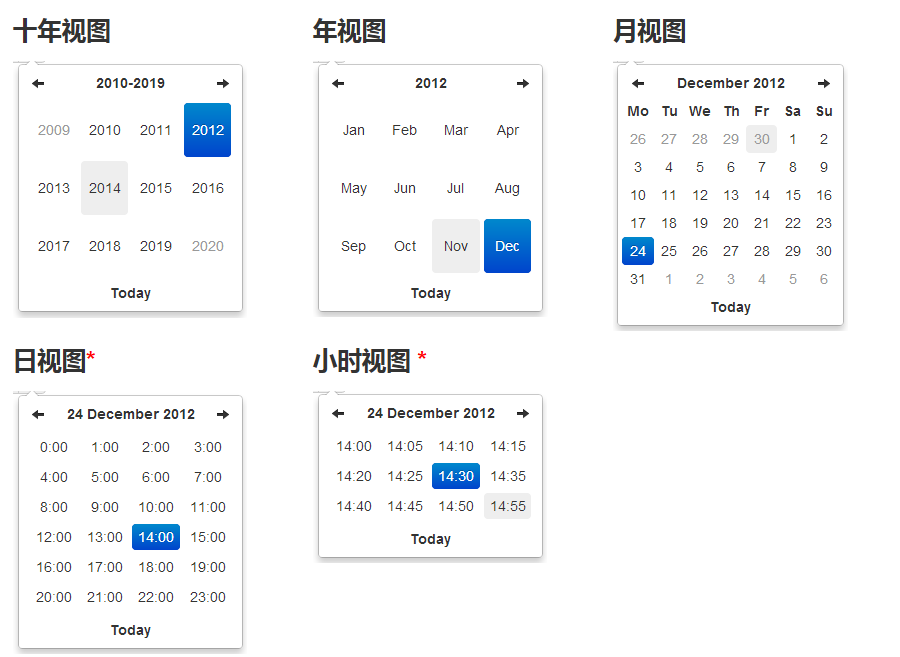 十年视图
2010-2019
2009 2010 2011 2012
2013 2014 2015 2016
2017 2018 2019 2020
Today
年视图
2012
Jan Feb Mar Apr
May Jun Jul Aug
Sep Oct Nov Dec
Today
月视图
December 2012
Mo Tu We Th Fr Sa Su
26 27 28 29 30 1 2
3 4 5 6 7 8 9
10 11 12 13 14 15 16
17 18 19 20 21 22 23
24 25 26 27 28 29 30
31 1 2 3 4 5 6
Today
日视图*
24 December 2012
0:00 1:00 2:00 3:00
4:00 5:00 6:00 7:00
8:00 9:00 10:00 11:00
12:00 13:00 14:00 15:00
16:00 17:00 18:00 19:00
20:00 21:00 22:00 23:00
Today
小时视图 *
24 December 2012
14:00 14:05 14:10 14:15
14:20 14:25 14:30 14:35
14:40 14:45 14:50 14:55
Today